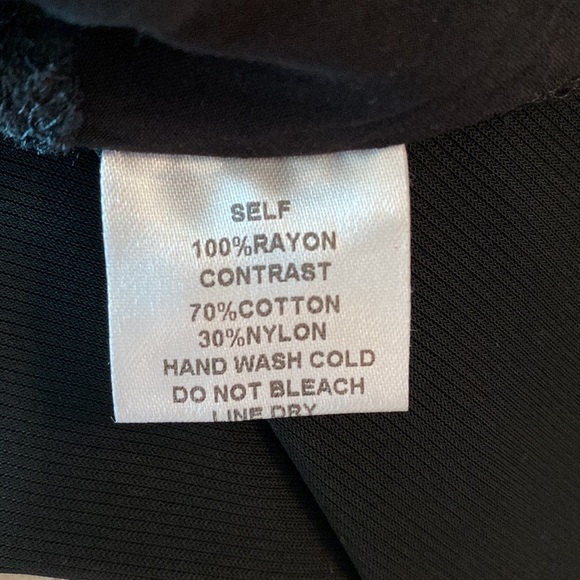 SELF
100%RAYON
CONTRAST
70%COTTON
30%NYLON
HAND WASH COLD
DO NOT BLEACH
LINE DRY